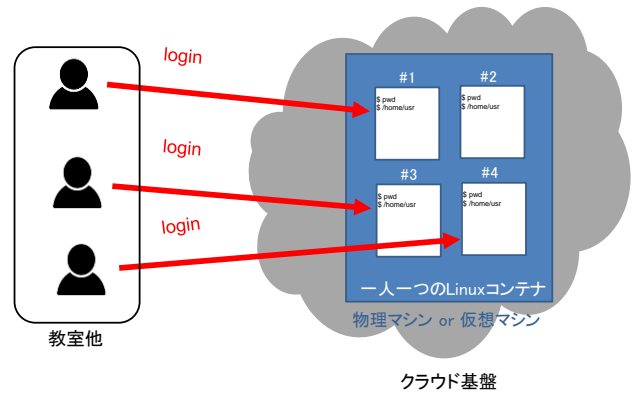 login
#1
#2
$ pwd
$ /home/usr
$ pwd
$ /home/usr
login
#3
#4
$ pwd
$ /home/usr
$ pwd
$ /home/usr
login
一人一つのLinuxコンテナ
物理マシン or 仮想マシン
教室他
クラウド基盤